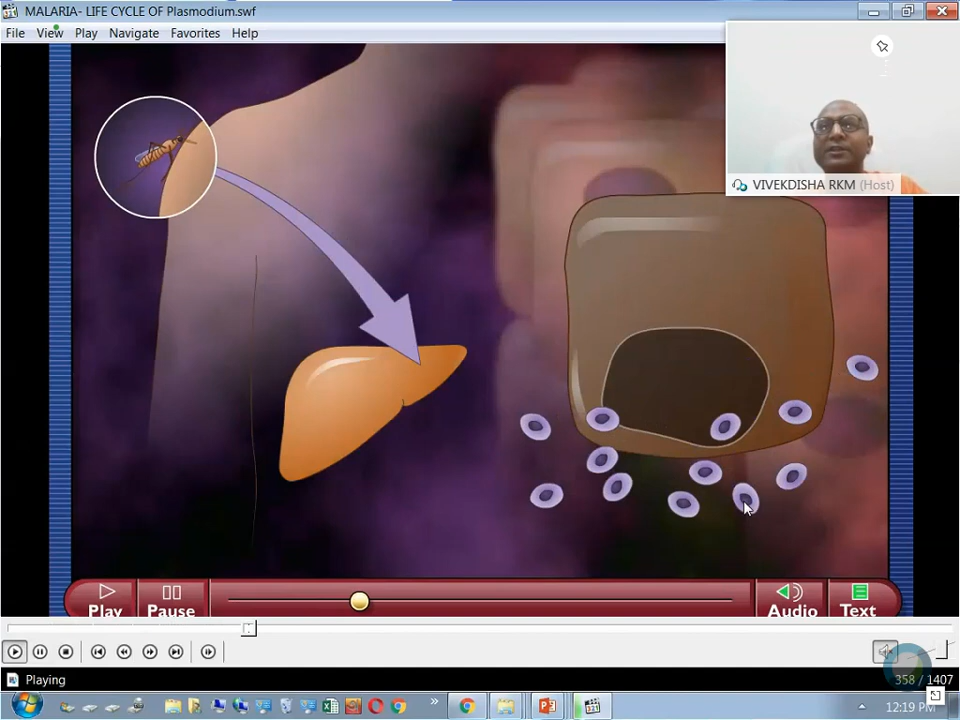 MALARIA- LIFE CYCLE OF Plasmodium.swf
File View Play Navigate Favorites Help
VIVEKDISHA RKM (Host)
Play Pause Audio Text
Playing
358 / 1407
12:19 PM